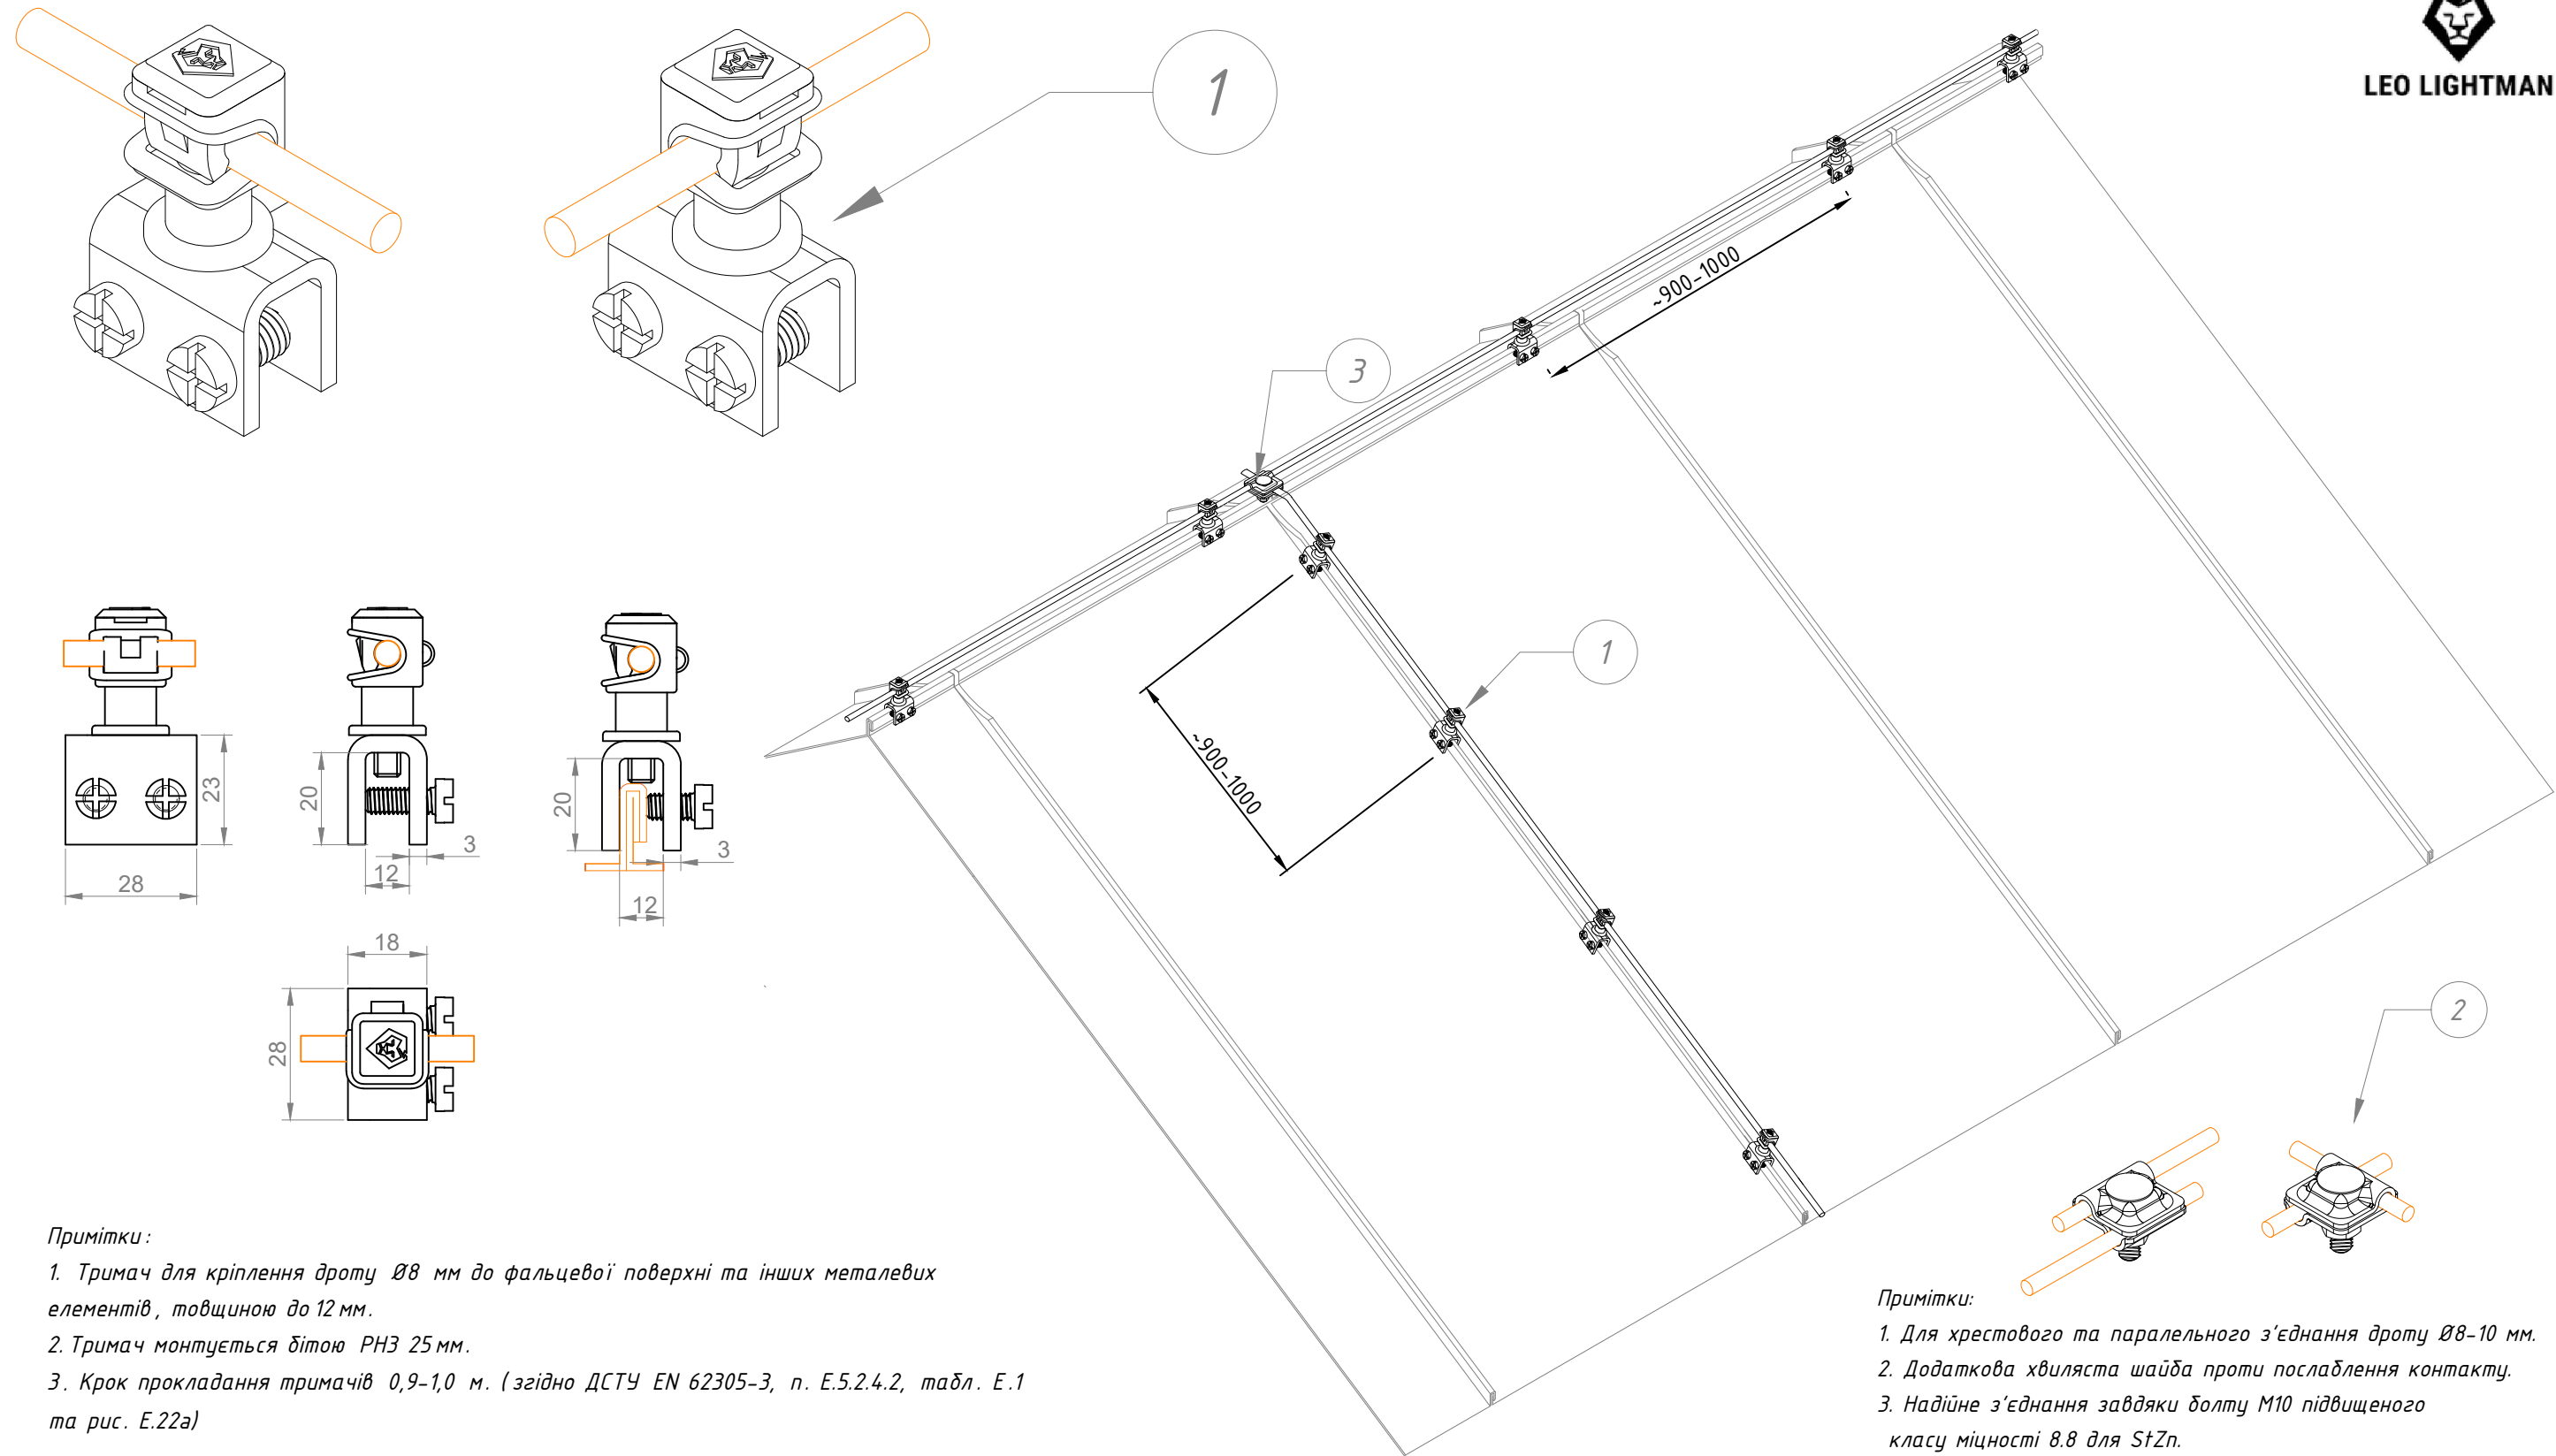 LEO LIGHTMAN
1
3
~900-1000
1
~900-1000
23
28
20
3
12
20
3
12
18
28
2
Примітки :
1. Тримач для кріплення дроту Ø8 мм до фальцевої поверхні та інших металевих
елементів, товщиною до 12 мм.
2. Тримач монтується бітою PH3 25 мм.
3. Крок прокладання тримачів 0,9-1,0 м. (згідно ДСТУ EN 62305-3, п. E.5.2.4.2, табл. E.1
та рис. E.22a)
Примітки:
1. Для хрестового та паралельного з'єднання дроту Ø8-10 мм.
2. Додаткова хвиляста шайба проти послаблення контакту.
3. Надійне з'єднання завдяки болту М10 підвищеного
класу міцності 8.8 для StZn.